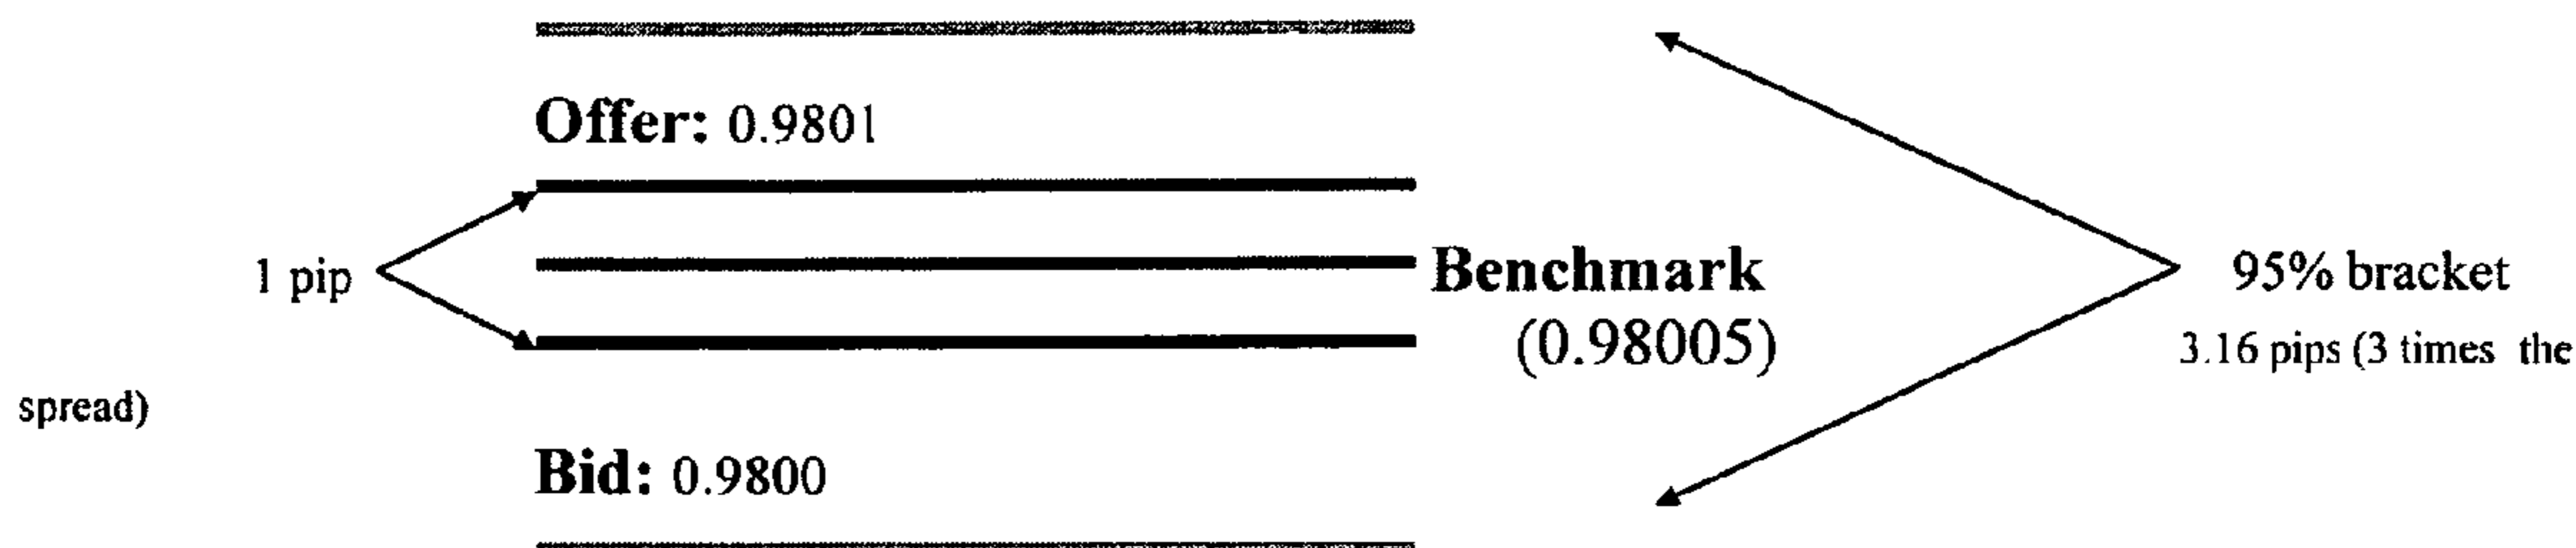 Offer: 0.9801
1 pip
Benchmark
(0.98005)
95% bracket
3.16 pips (3 times the
spread)
Bid: 0.9800